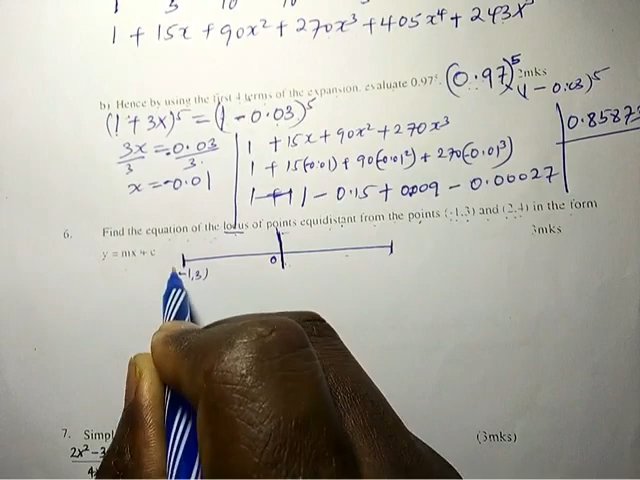 1 + 15x + 90x² + 270x³ + 405x⁴ + 243x⁵
b) Hence by using the first 4 terms of the expansion, evaluate 0.97⁵. (0.97)⁵ 2mks
(1 + 3x)⁵ = (1 - 0.03)⁵ (1 - 0.03)⁵
3x = -0.03 1 + 15x + 90x² + 270x³ 0.8587
3 3 1 + 15(-0.01) + 90(-0.01²) + 270(-0.01³)
x = -0.01 1 - 0.15 + 0.009 - 0.00027
6. Find the equation of the locus of points equidistant from the points (-1,3) and (2,4) in the form
y = mx + c 3mks
0
-1,3)
7. Simpl (3mks)
2x² - 3
4